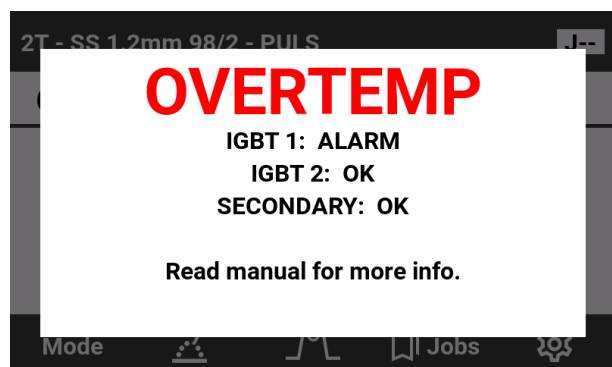 2T - SS 1.2mm 98/2 - PULS
J--
OVERTEMP
IGBT 1: ALARM
IGBT 2: OK
SECONDARY: OK
Read manual for more info.
Mode
Jobs